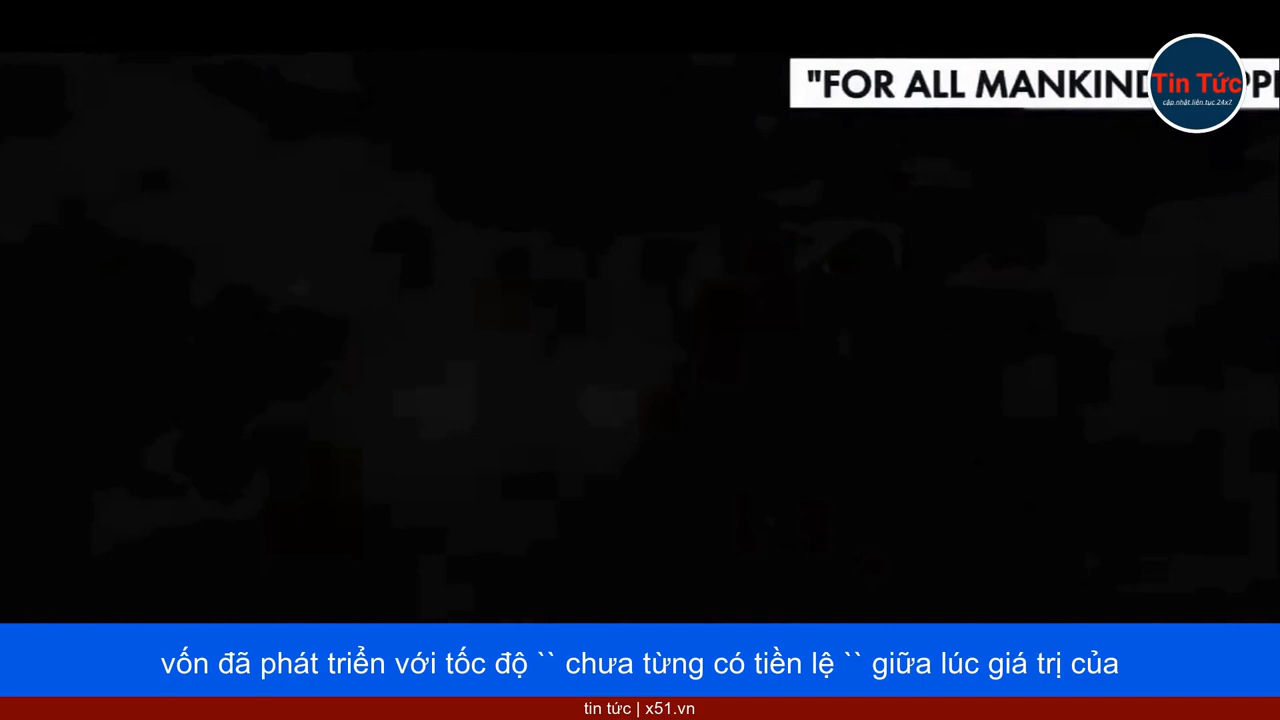 "FOR ALL MANKIND
Tin Tức
cập nhật liên tục 24x7
vốn đã phát triển với tốc độ `` chưa từng có tiền lệ `` giữa lúc giá trị của
tin tức | x51.vn